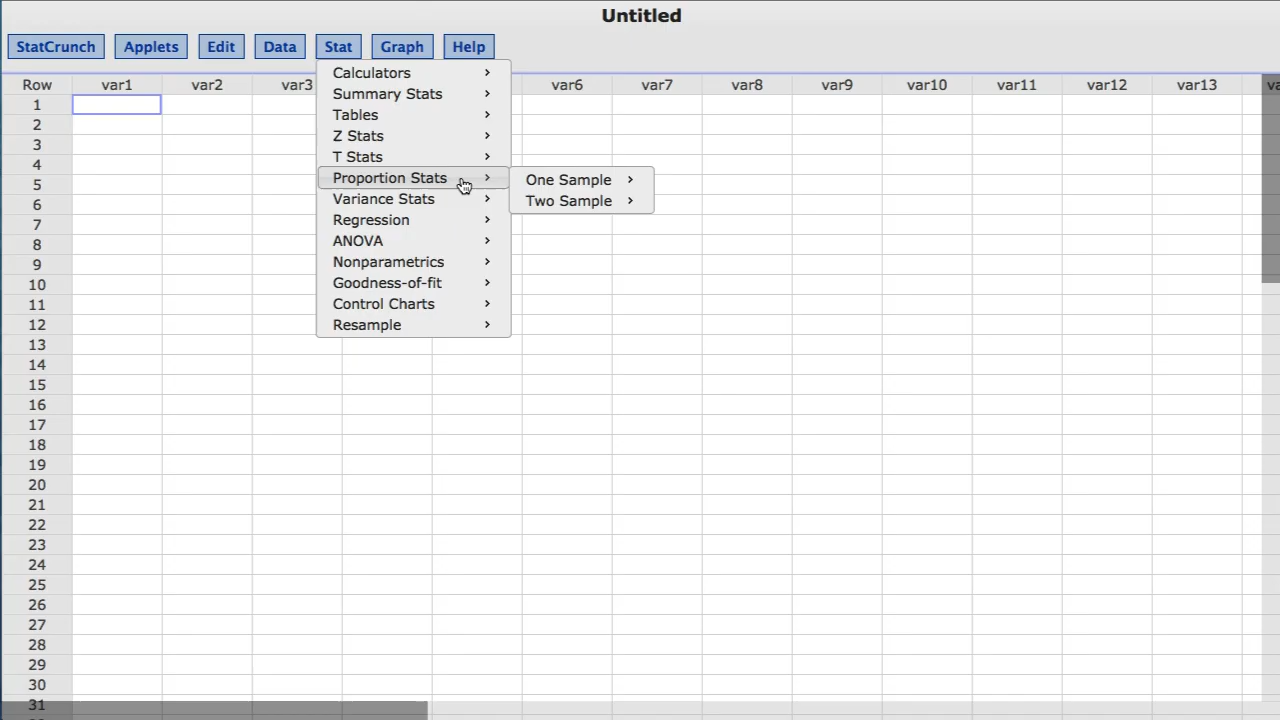 Untitled
StatCrunch Applets Edit Data Stat Graph Help
Row var1 var2 var3 var6 var7 var8 var9 var10 var11 var12 var13
Calculators
Summary Stats
Tables
Z Stats
T Stats
Proportion Stats
Variance Stats
Regression
ANOVA
Nonparametrics
Goodness-of-fit
Control Charts
Resample
One Sample
Two Sample
1
2
3
4
5
6
7
8
9
10
11
12
13
14
15
16
17
18
19
20
21
22
23
24
25
26
27
28
29
30
31